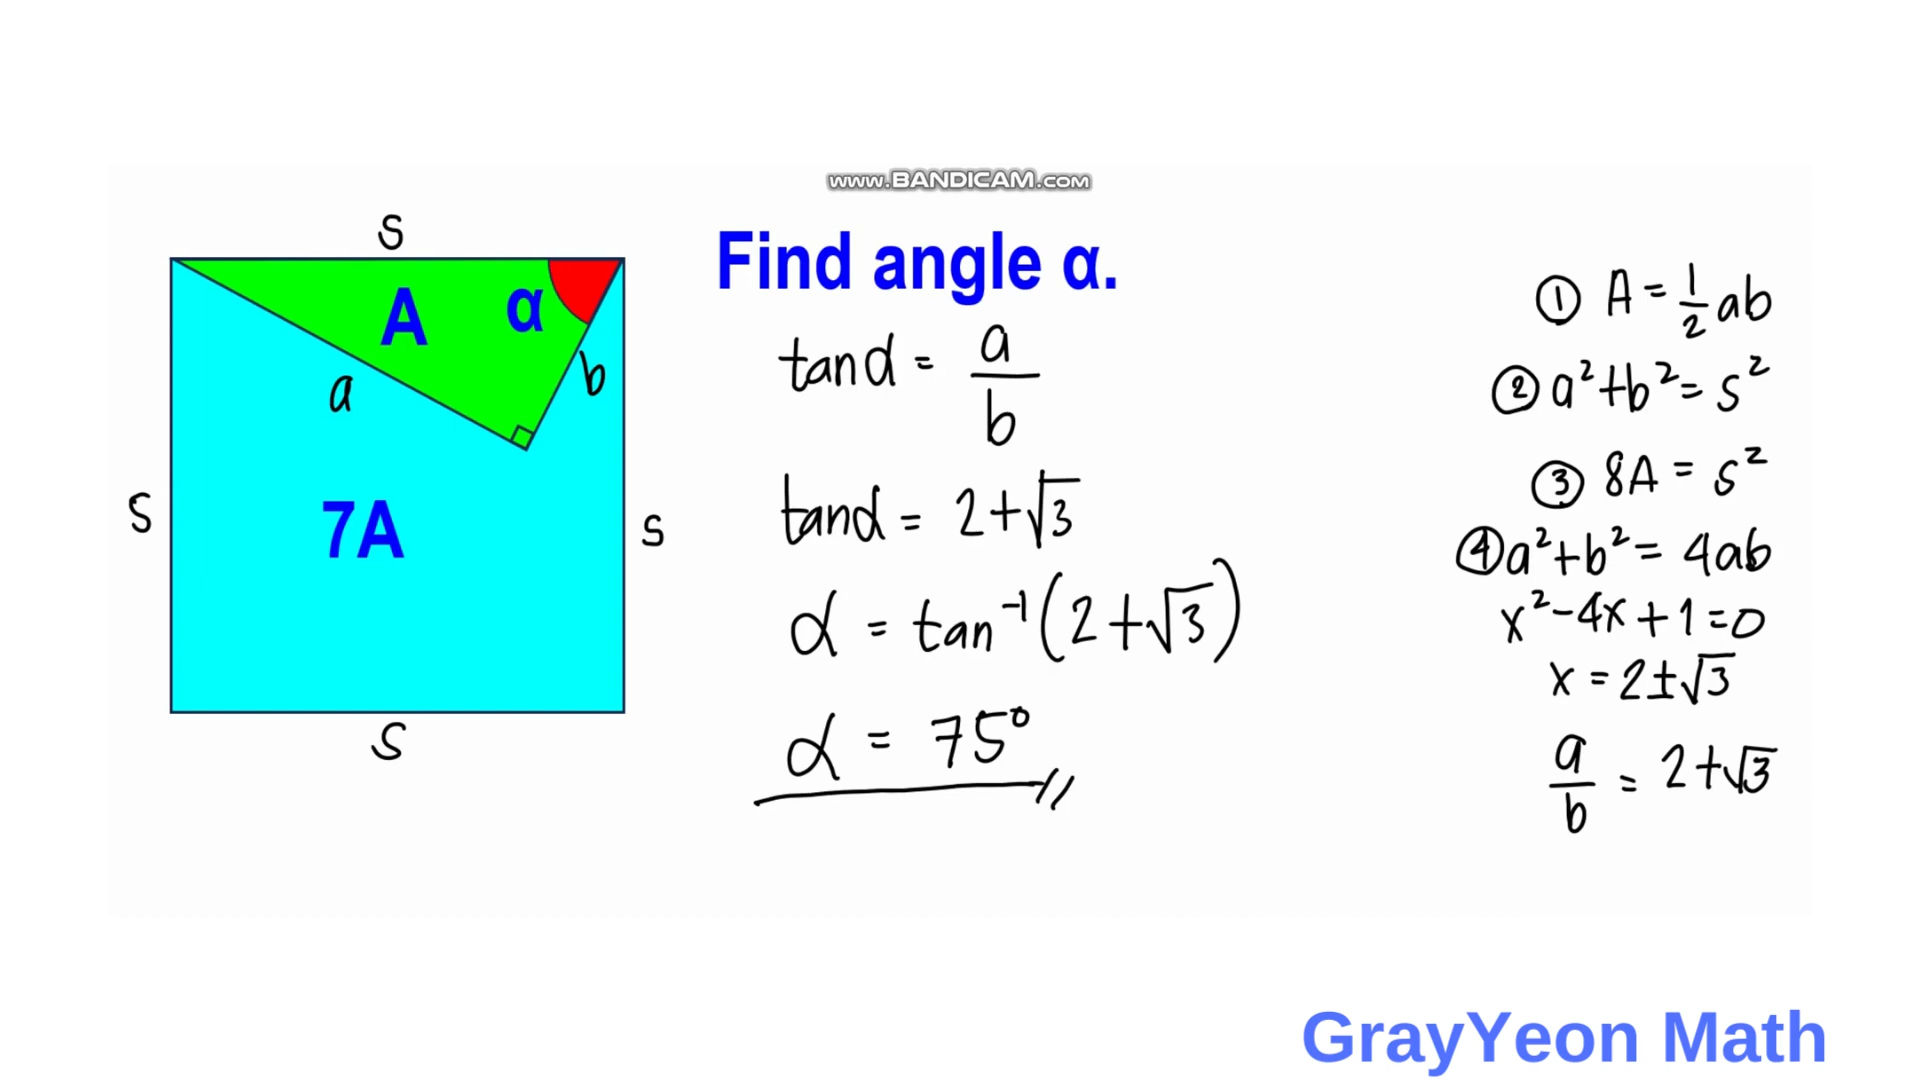 www.BANDICAM.com
s
A
α
a
b
s
7A
s
s
Find angle α.
tanα = a/b
tanα = 2+√3
α = tan⁻¹(2+√3)
α = 75°
① A = 1/2 ab
② a²+b² = s²
③ 8A = s²
④ a²+b² = 4ab
x²-4x+1=0
x = 2±√3
a/b = 2+√3
GrayYeon Math